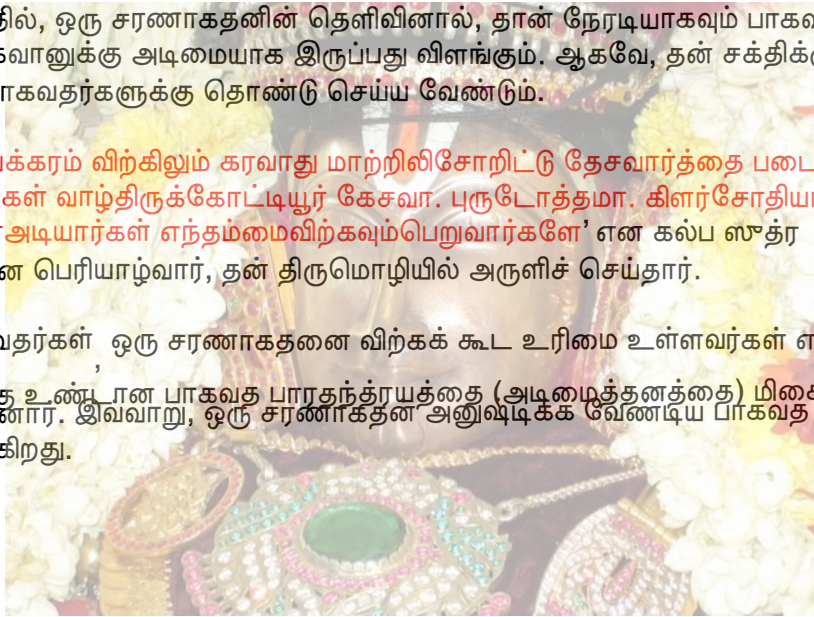 தில், ஒரு சரணாகதனின் தெளிவினால், தான் நேரடியாகவும் பாகவ
கவானுக்கு அடிமையாக இருப்பது விளங்கும். ஆகவே, தன் சக்திக்கு
ாகவதர்களுக்கு தொண்டு செய்ய வேண்டும்.
பக்கரம் விற்கிலும் கரவாது மாற்றிலிசோறிட்டு தேசவார்த்தை படை
கள் வாழ்திருக்கோட்டியூர் கேசவா. புருடோத்தமா. கிளர்சோதியா
அடியார்கள் எந்தம்மைவிற்கவும்பெறுவார்களே' என கல்ப ஸுத்ர
ன பெரியாழ்வார், தன் திருமொழியில் அருளிச் செய்தார்.
வதர்கள் , ஒரு சரணாகதனை விற்கக் கூட உரிமை உள்ளவர்கள் எ
கு உண்டான பாகவத பாரதந்த்ரயத்தை (அடிமைத்தனத்தை) மிகை
னார். இவ்வாறு, ஒரு சரணாகதன் அனுஷ்டிக்க வேண்டிய பாகவத
கிறது.